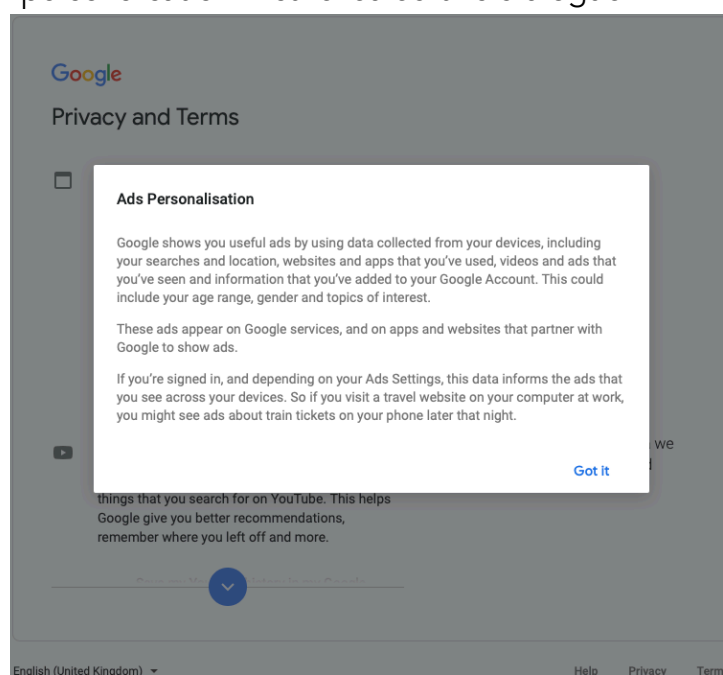 Google
Privacy and Terms
Ads Personalisation
Google shows you useful ads by using data collected from your devices, including
your searches and location, websites and apps that you've used, videos and ads that
you've seen and information that you've added to your Google Account. This could
include your age range, gender and topics of interest.
These ads appear on Google services, and on apps and websites that partner with
Google to show ads.
If you're signed in, and depending on your Ads Settings, this data informs the ads that
you see across your devices. So if you visit a travel website on your computer at work,
you might see ads about train tickets on your phone later that night.
we
Got it
things that you search for on YouTube. This helps
Google give you better recommendations,
remember where you left off and more.
English (United Kingdom)
Help Privacy Term